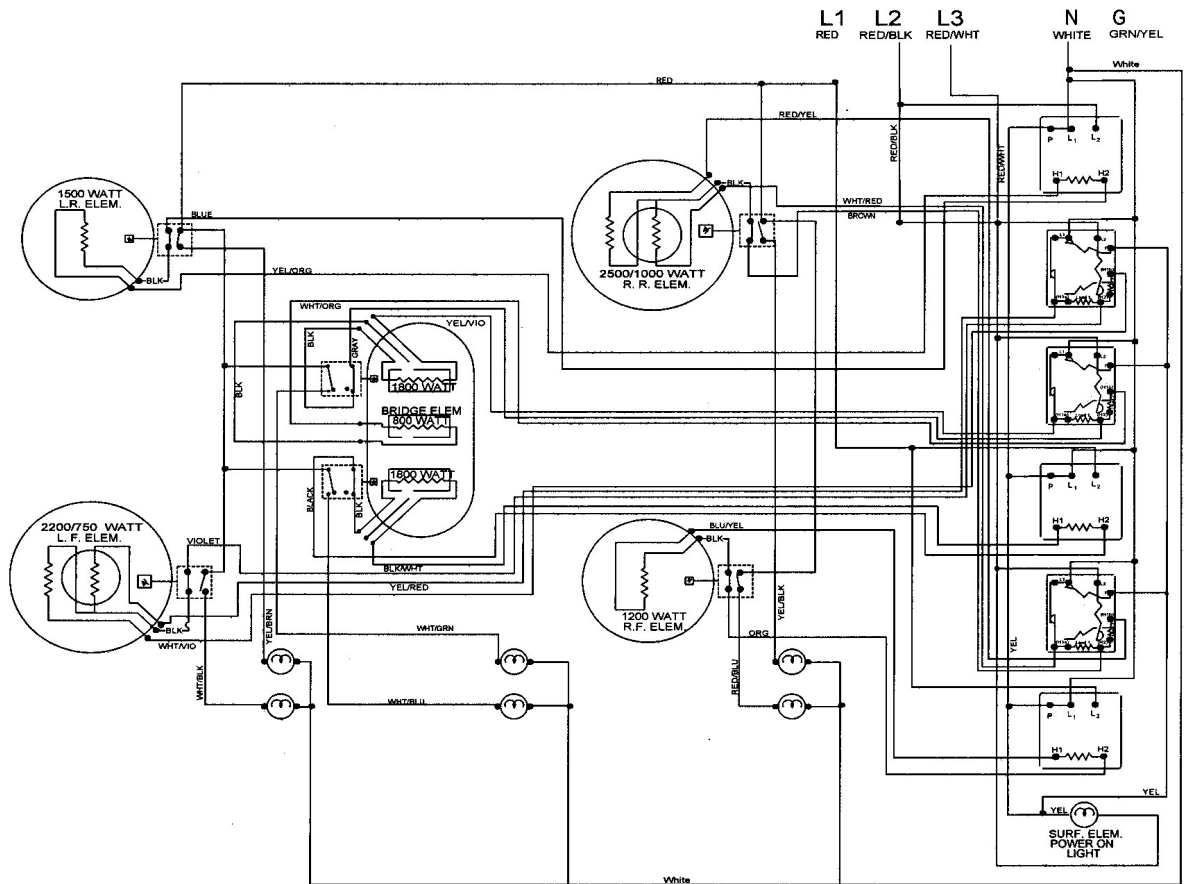 L1 L2 L3 N G
RED RED/BLK RED/WHT WHITE GRN/YEL
White
RED
RED/YEL
RED/BLK
RED/WHT
P L1 L2
H1 H2
1500 WATT
L.R. ELEM.
BLK
BLUE
YEL/ORG
BLK
WHT/RED
BROWN
2500/1000 WATT
R. R. ELEM.
WHT/ORG
YEL/VIO
BLK
GRAY
BLK
1800 WATT
BRIDGE ELEM
800 WATT
1800 WATT
BLACK
BLK
P L1 L2
H1 H2
2200/750 WATT
L. F. ELEM.
VIOLET
BLK
WHT/VIO
BLK/WHT
YEL/RED
BLU/YEL
BLK
1200 WATT
R.F. ELEM.
ORG
YEL/BLK
YEL
YEL/BRN
WHT/GRN
WHT/BLK
WHT/BLU
RED/BLU
P L1 L2
H1 H2
YEL
YEL
SURF. ELEM.
POWER ON
LIGHT
White